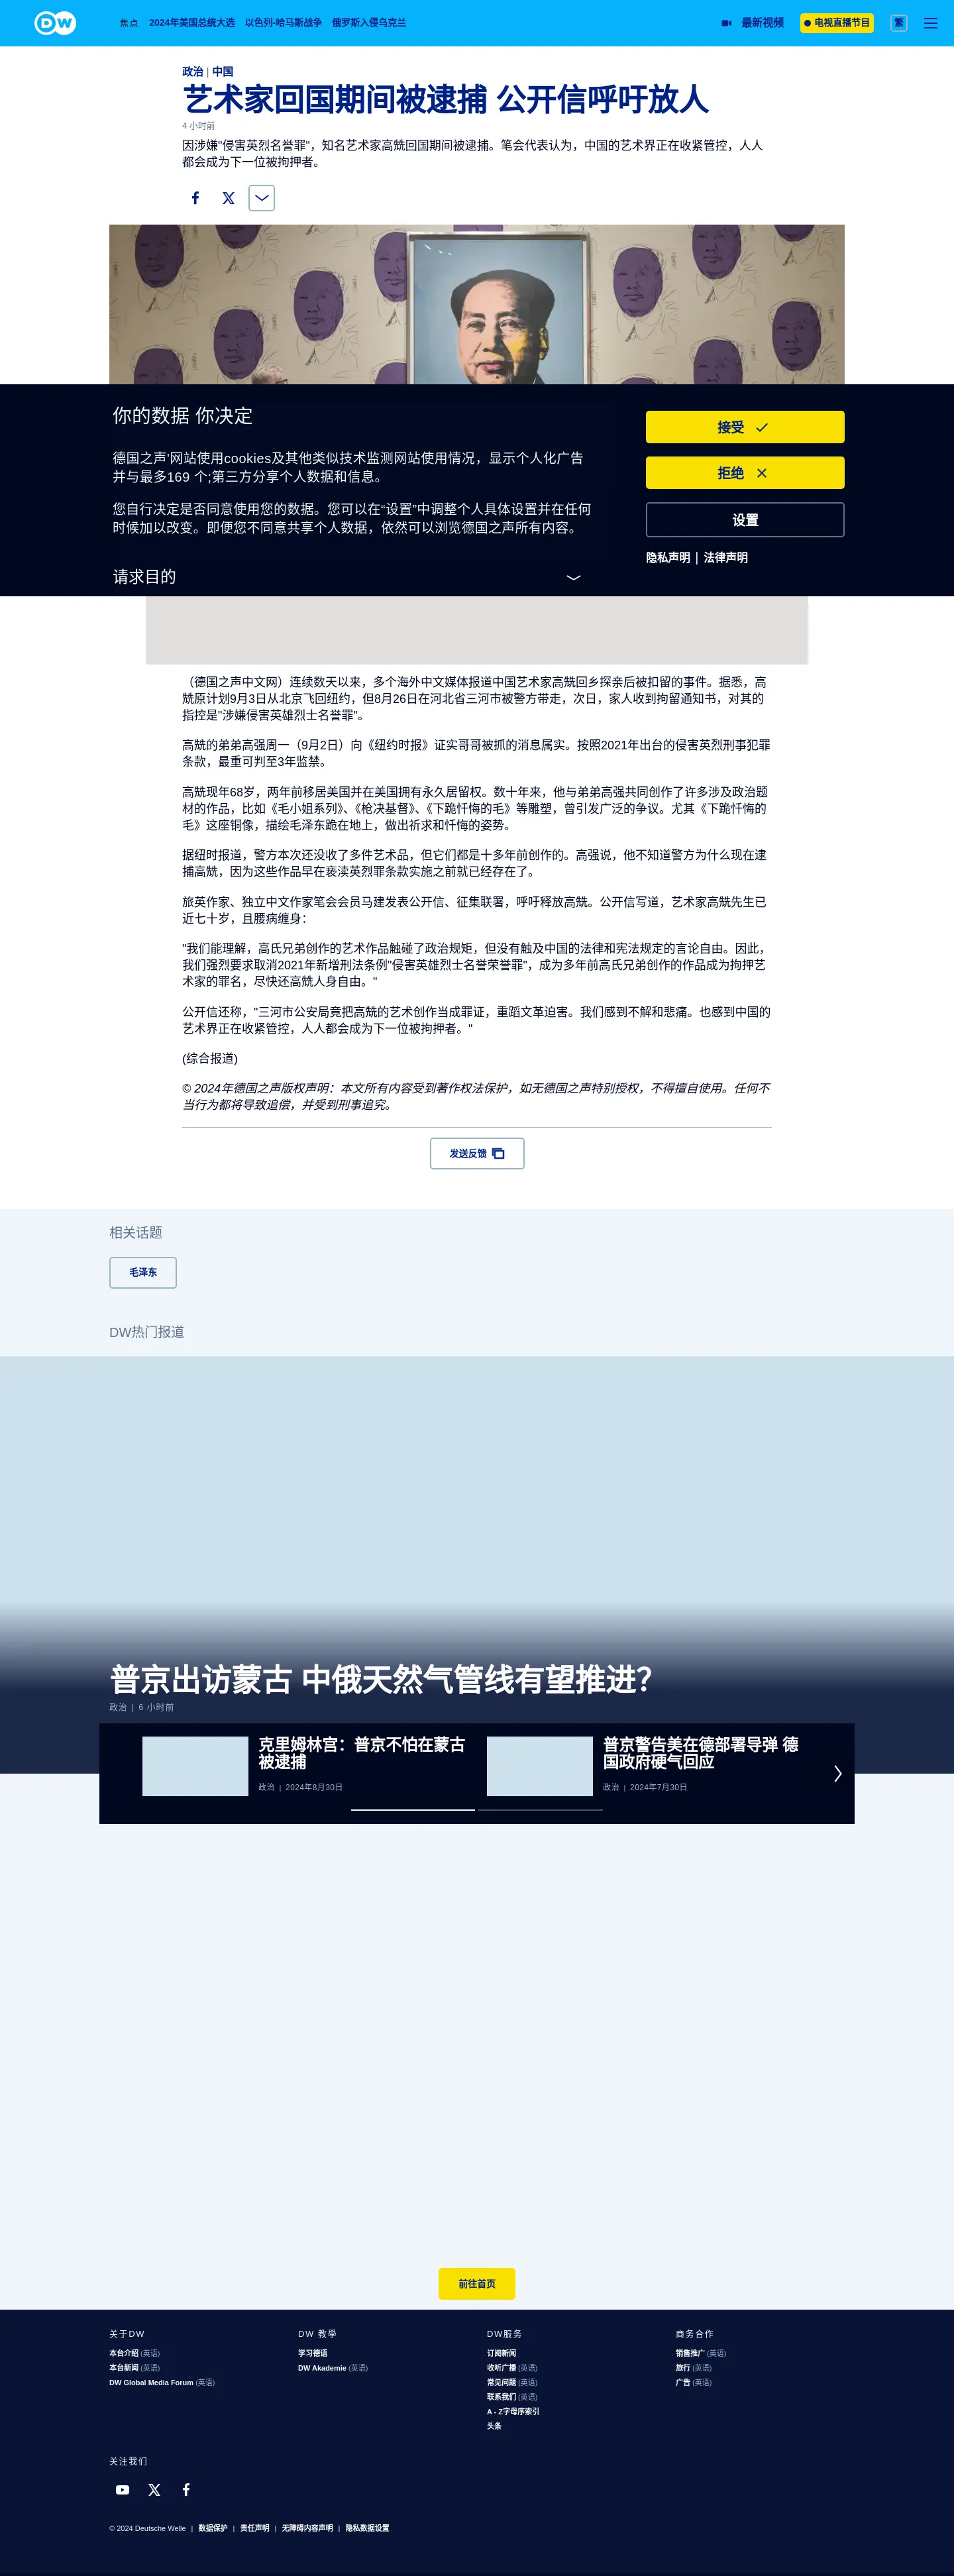 DW
焦点 2024年美国总统大选 以色列-哈马斯战争 俄罗斯入侵乌克兰
最新视频 电视直播节目 繁
政治 | 中国
艺术家回国期间被逮捕 公开信呼吁放人
4 小时前
因涉嫌"侵害英烈名誉罪"，知名艺术家高兟回国期间被逮捕。笔会代表认为，中国的艺术界正在收紧管控，人人
都会成为下一位被拘押者。
你的数据 你决定
德国之声'网站使用cookies及其他类似技术监测网站使用情况，显示个人化广告
并与最多169 个;第三方分享个人数据和信息。
您自行决定是否同意使用您的数据。您可以在“设置”中调整个人具体设置并在任何
时候加以改变。即便您不同意共享个人数据，依然可以浏览德国之声所有内容。
请求目的
接受
拒绝
设置
隐私声明 | 法律声明
（德国之声中文网）连续数天以来，多个海外中文媒体报道中国艺术家高兟回乡探亲后被扣留的事件。据悉，高
兟原计划9月3日从北京飞回纽约，但8月26日在河北省三河市被警方带走，次日，家人收到拘留通知书，对其的
指控是"涉嫌侵害英雄烈士名誉罪"。
高兟的弟弟高强周一（9月2日）向《纽约时报》证实哥哥被抓的消息属实。按照2021年出台的侵害英烈刑事犯罪
条款，最重可判至3年监禁。
高兟现年68岁，两年前移居美国并在美国拥有永久居留权。数十年来，他与弟弟高强共同创作了许多涉及政治题
材的作品，比如《毛小姐系列》、《枪决基督》、《下跪忏悔的毛》等雕塑，曾引发广泛的争议。尤其《下跪忏悔的
毛》这座铜像，描绘毛泽东跪在地上，做出祈求和忏悔的姿势。
据纽时报道，警方本次还没收了多件艺术品，但它们都是十多年前创作的。高强说，他不知道警方为什么现在逮
捕高兟，因为这些作品早在亵渎英烈罪条款实施之前就已经存在了。
旅英作家、独立中文作家笔会会员马建发表公开信、征集联署，呼吁释放高兟。公开信写道，艺术家高兟先生已
近七十岁，且腰病缠身：
"我们能理解，高氏兄弟创作的艺术作品触碰了政治规矩，但没有触及中国的法律和宪法规定的言论自由。因此，
我们强烈要求取消2021年新增刑法条例"侵害英雄烈士名誉荣誉罪"，成为多年前高氏兄弟创作的作品成为拘押艺
术家的罪名，尽快还高兟人身自由。"
公开信还称，"三河市公安局竟把高兟的艺术创作当成罪证，重蹈文革迫害。我们感到不解和悲痛。也感到中国的
艺术界正在收紧管控，人人都会成为下一位被拘押者。"
(综合报道)
© 2024年德国之声版权声明：本文所有内容受到著作权法保护，如无德国之声特别授权，不得擅自使用。任何不
当行为都将导致追偿，并受到刑事追究。
发送反馈
相关话题
毛泽东
DW热门报道
普京出访蒙古 中俄天然气管线有望推进？
政治 | 6 小时前
克里姆林宫：普京不怕在蒙古
被逮捕
政治 | 2024年8月30日
普京警告美在德部署导弹 德
国政府硬气回应
政治 | 2024年7月30日
前往首页
关于DW
本台介绍 (英语)
本台新闻 (英语)
DW Global Media Forum (英语)
DW 教學
学习德语
DW Akademie (英语)
DW服务
订阅新闻
收听广播 (英语)
常见问题 (英语)
联系我们 (英语)
A - Z字母序索引
头条
商务合作
销售推广 (英语)
旅行 (英语)
广告 (英语)
关注我们
© 2024 Deutsche Welle | 数据保护 | 责任声明 | 无障碍内容声明 | 隐私数据设置